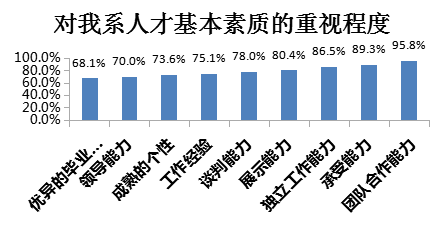 对我系人才基本素质的重视程度
100.0%
80.0%
60.0%
40.0%
20.0%
0.0%
68.1%
70.0%
73.6%
75.1%
78.0%
80.4%
86.5%
89.3%
95.8%
优异的毕业…
领导能力
成熟的个性
工作经验
谈判能力
展示能力
独立工作能力
承受能力
团队合作能力